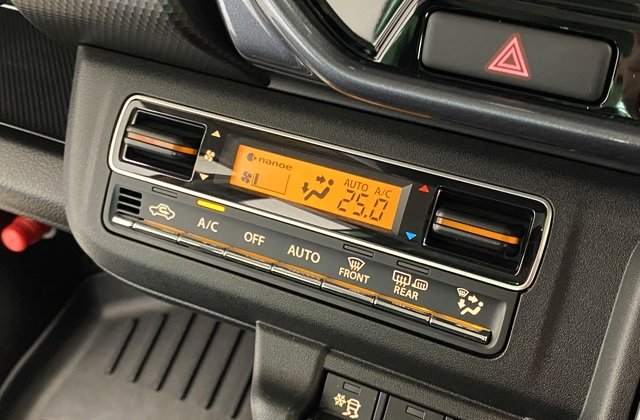 nanoe
AUTO A/C
25.0
A/C
OFF
AUTO
FRONT
REAR